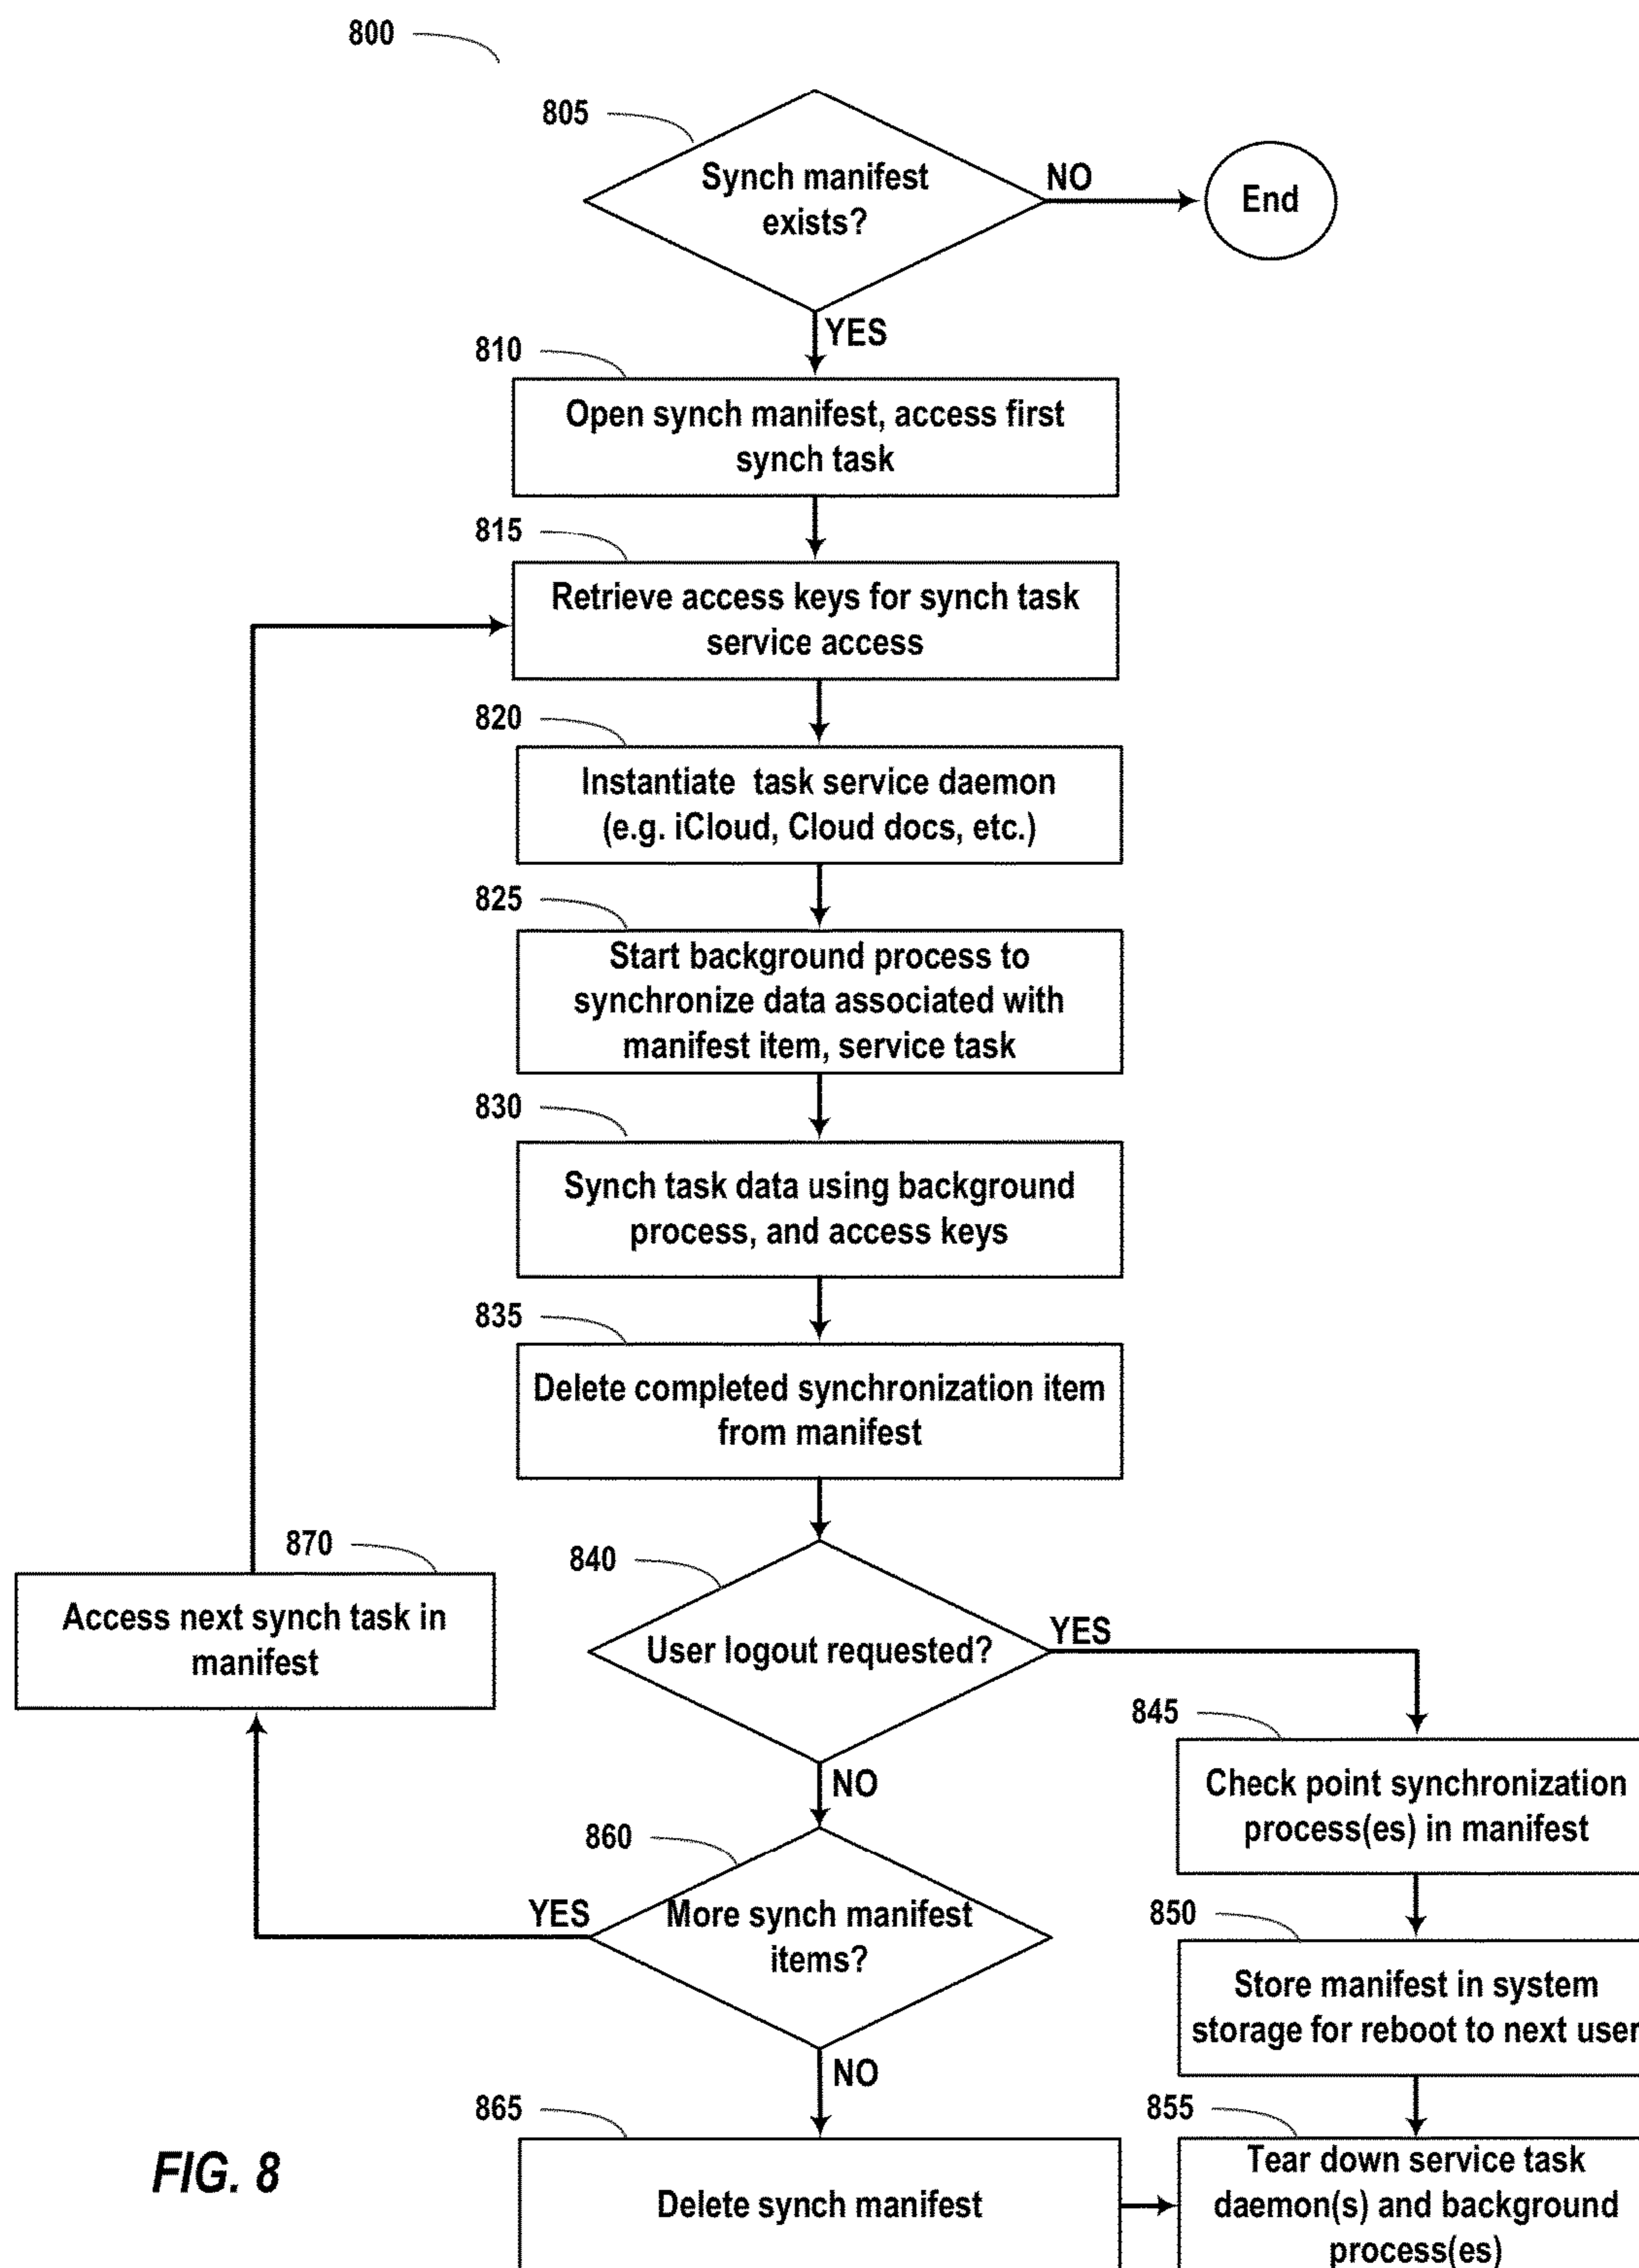 800
805
Synch manifest
exists?
NO
End
YES
810
Open synch manifest, access first
synch task
815
Retrieve access keys for synch task
service access
820
Instantiate task service daemon
(e.g. iCloud, Cloud docs, etc.)
825
Start background process to
synchronize data associated with
manifest item, service task
830
Synch task data using background
process, and access keys
835
Delete completed synchronization item
from manifest
870
Access next synch task in
manifest
840
User logout requested?
YES
NO
845
Check point synchronization
process(es) in manifest
860
More synch manifest
items?
YES
NO
850
Store manifest in system
storage for reboot to next user
865
Delete synch manifest
855
Tear down service task
daemon(s) and background
process(es)
FIG. 8